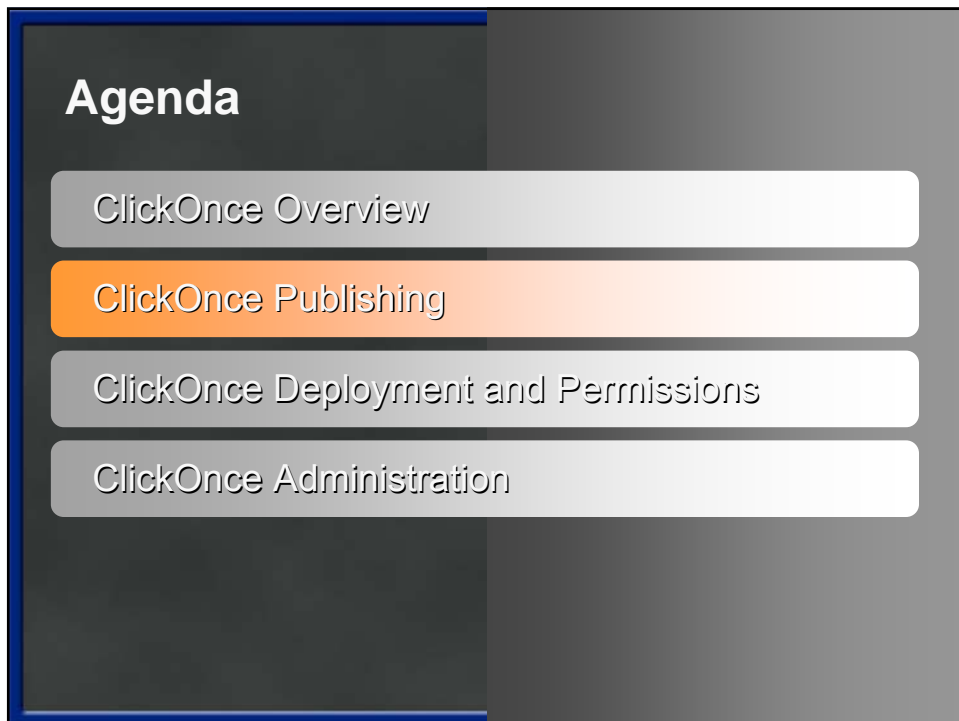 Agenda
ClickOnce Overview
ClickOnce Publishing
ClickOnce Deployment and Permissions
ClickOnce Administration